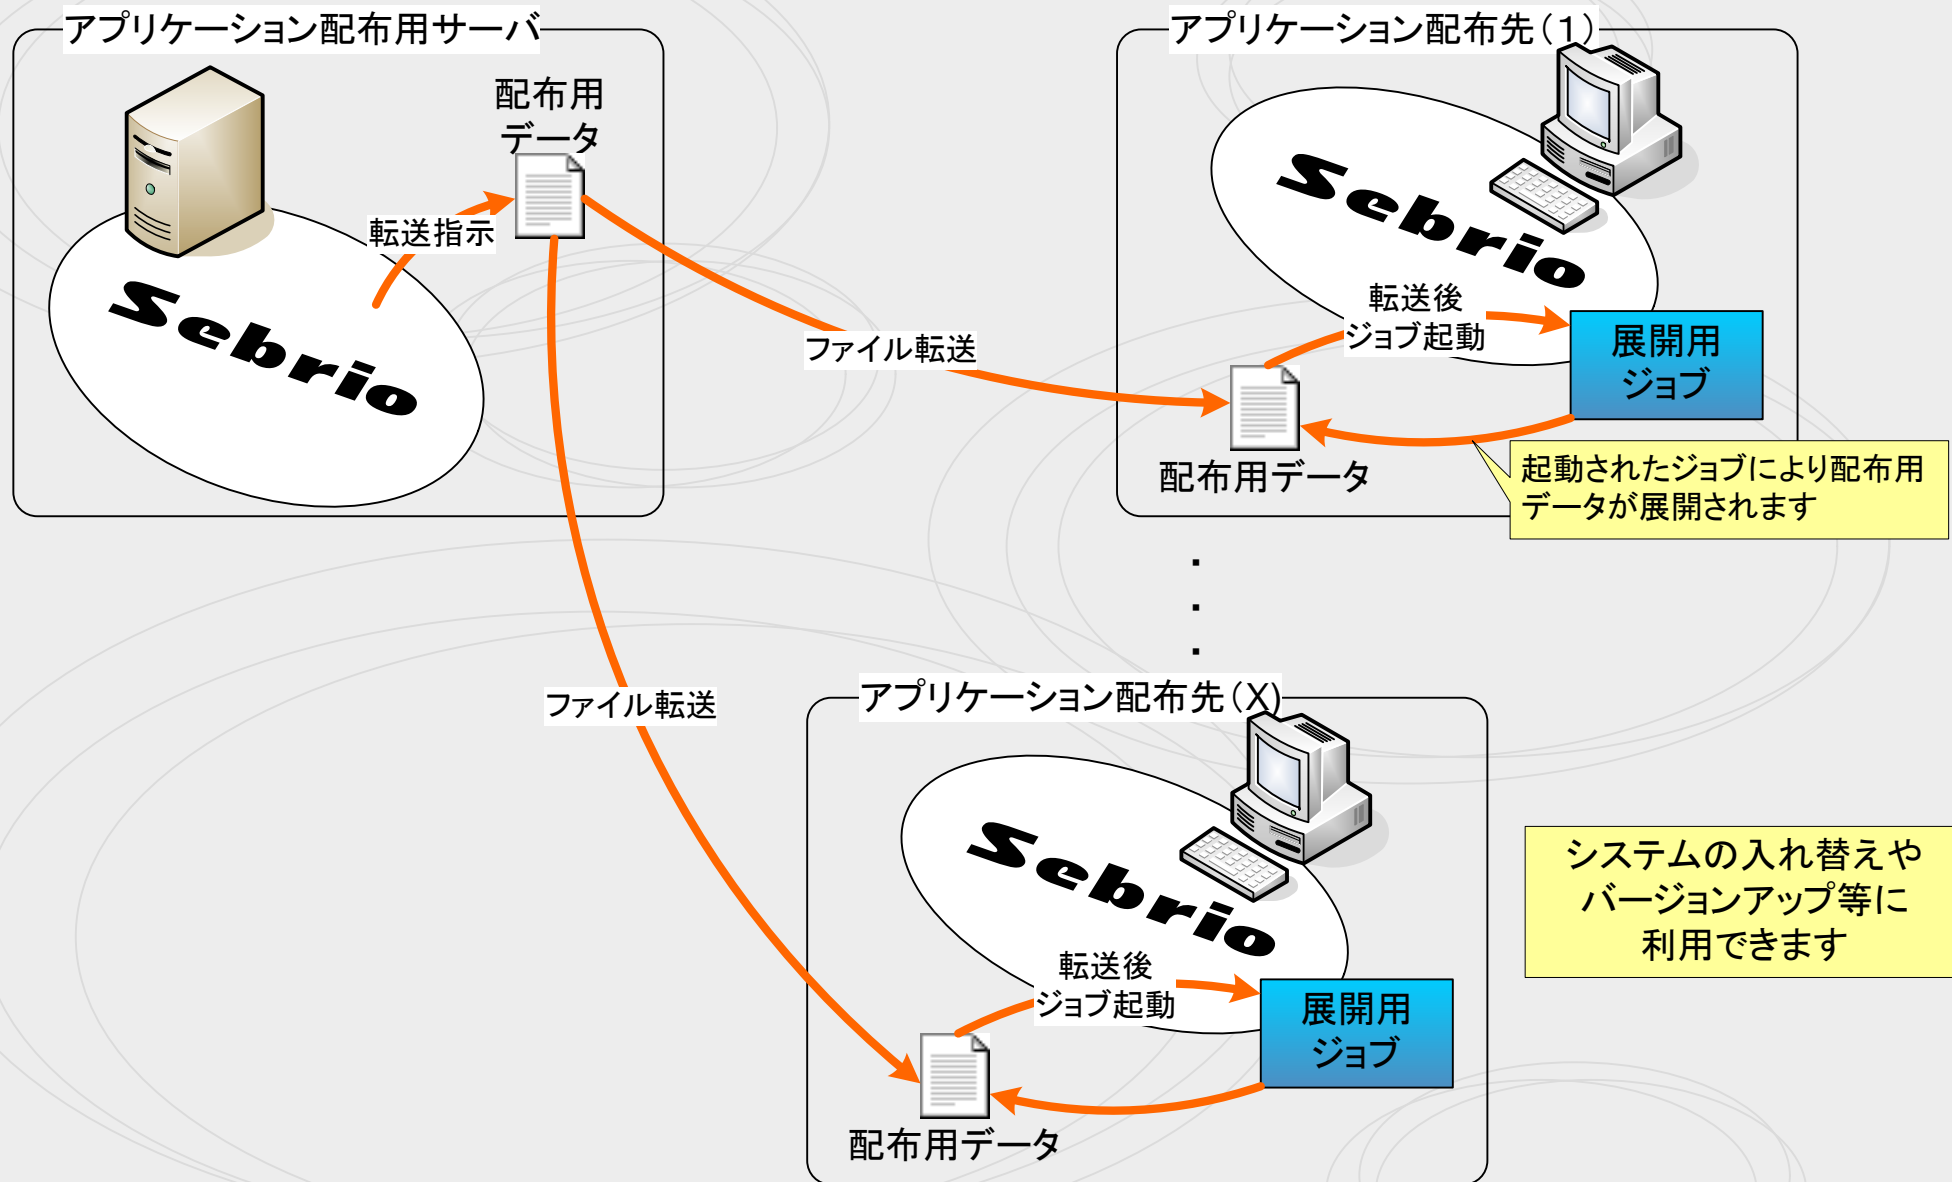 アプリケーション配布用サーバ
配布用
データ
転送指示
Sebrio
ファイル転送
アプリケーション配布先（１）
Sebrio
転送後
ジョブ起動
展開用
ジョブ
配布用データ
起動されたジョブにより配布用
データが展開されます
・
・
・
ファイル転送
アプリケーション配布先（X)
Sebrio
転送後
ジョブ起動
展開用
ジョブ
配布用データ
システムの入れ替えや
バージョンアップ等に
利用できます